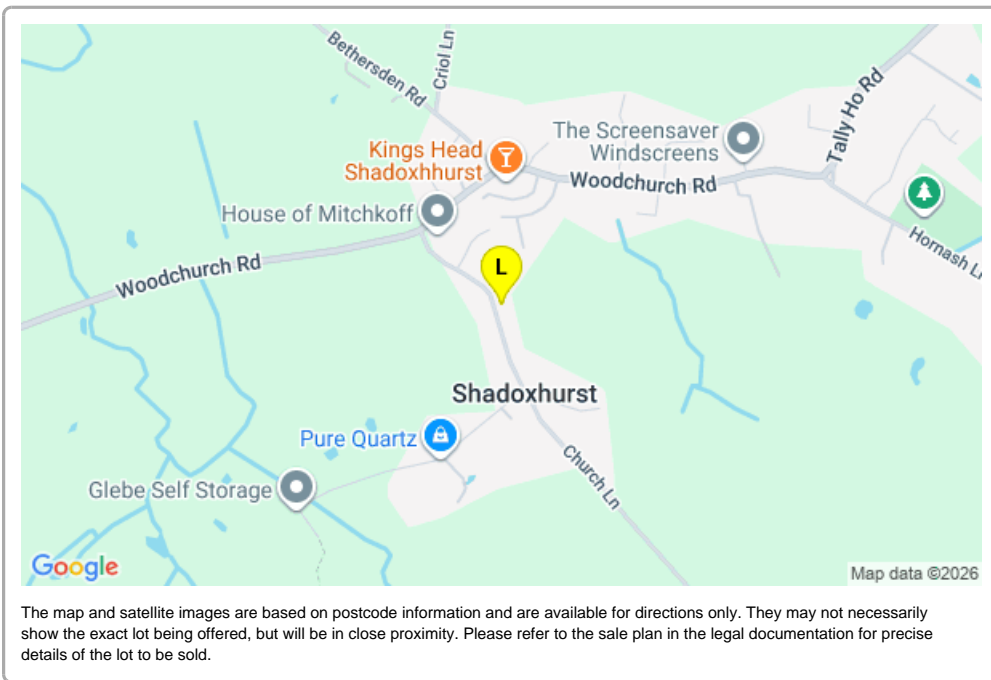 Bethersden Rd
Criol Ln
Tally Ho Rd
The Screensaver
Windscreens
Kings Head
Shadoxhhurst
Woodchurch Rd
House of Mitchkoff
Hornash Ln
Woodchurch Rd
L
Shadoxhurst
Pure Quartz
Church Ln
Glebe Self Storage
Google
Map data ©2026
The map and satellite images are based on postcode information and are available for directions only. They may not necessarily
show the exact lot being offered, but will be in close proximity. Please refer to the sale plan in the legal documentation for precise
details of the lot to be sold.